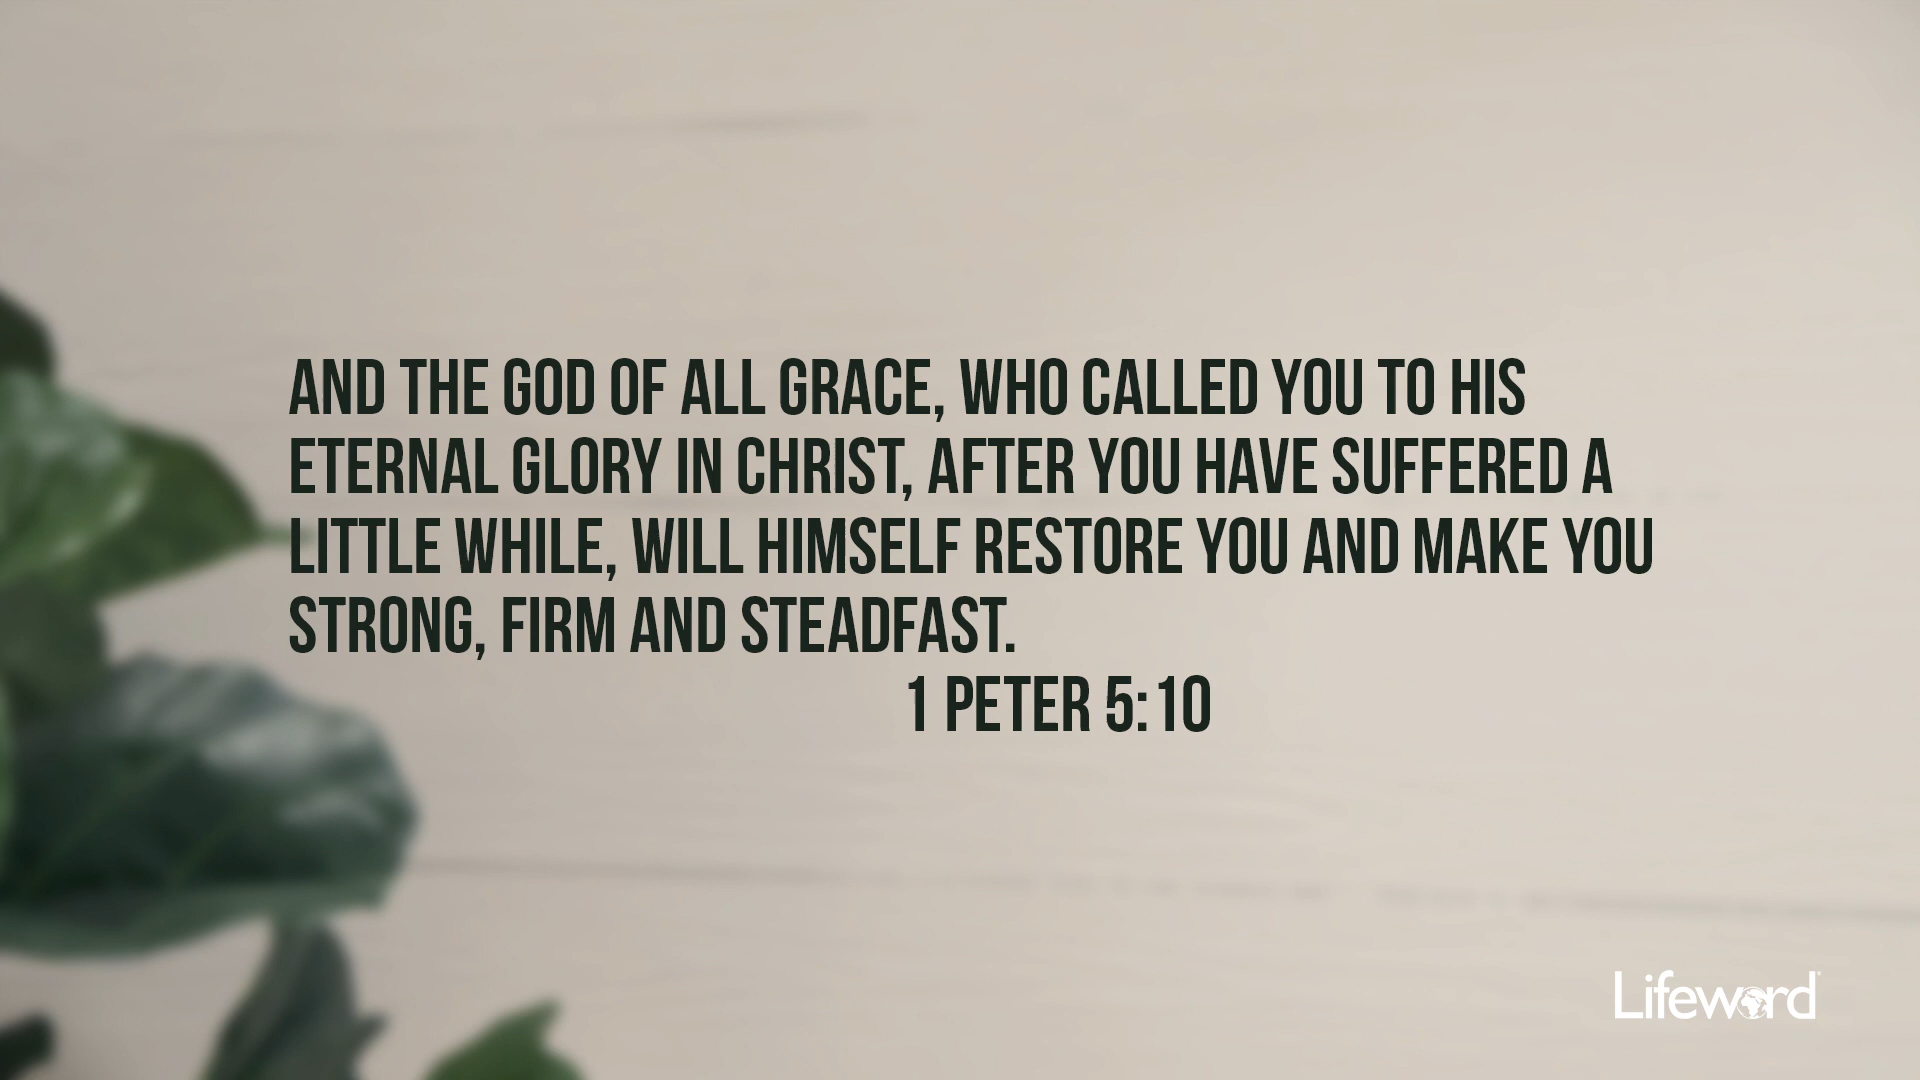 AND THE GOD OF ALL GRACE, WHO CALLED YOU TO HIS
ETERNAL GLORY IN CHRIST, AFTER YOU HAVE SUFFERED A
LITTLE WHILE, WILL HIMSELF RESTORE YOU AND MAKE YOU
STRONG, FIRM AND STEADFAST.
1 PETER 5:10
Lifeword